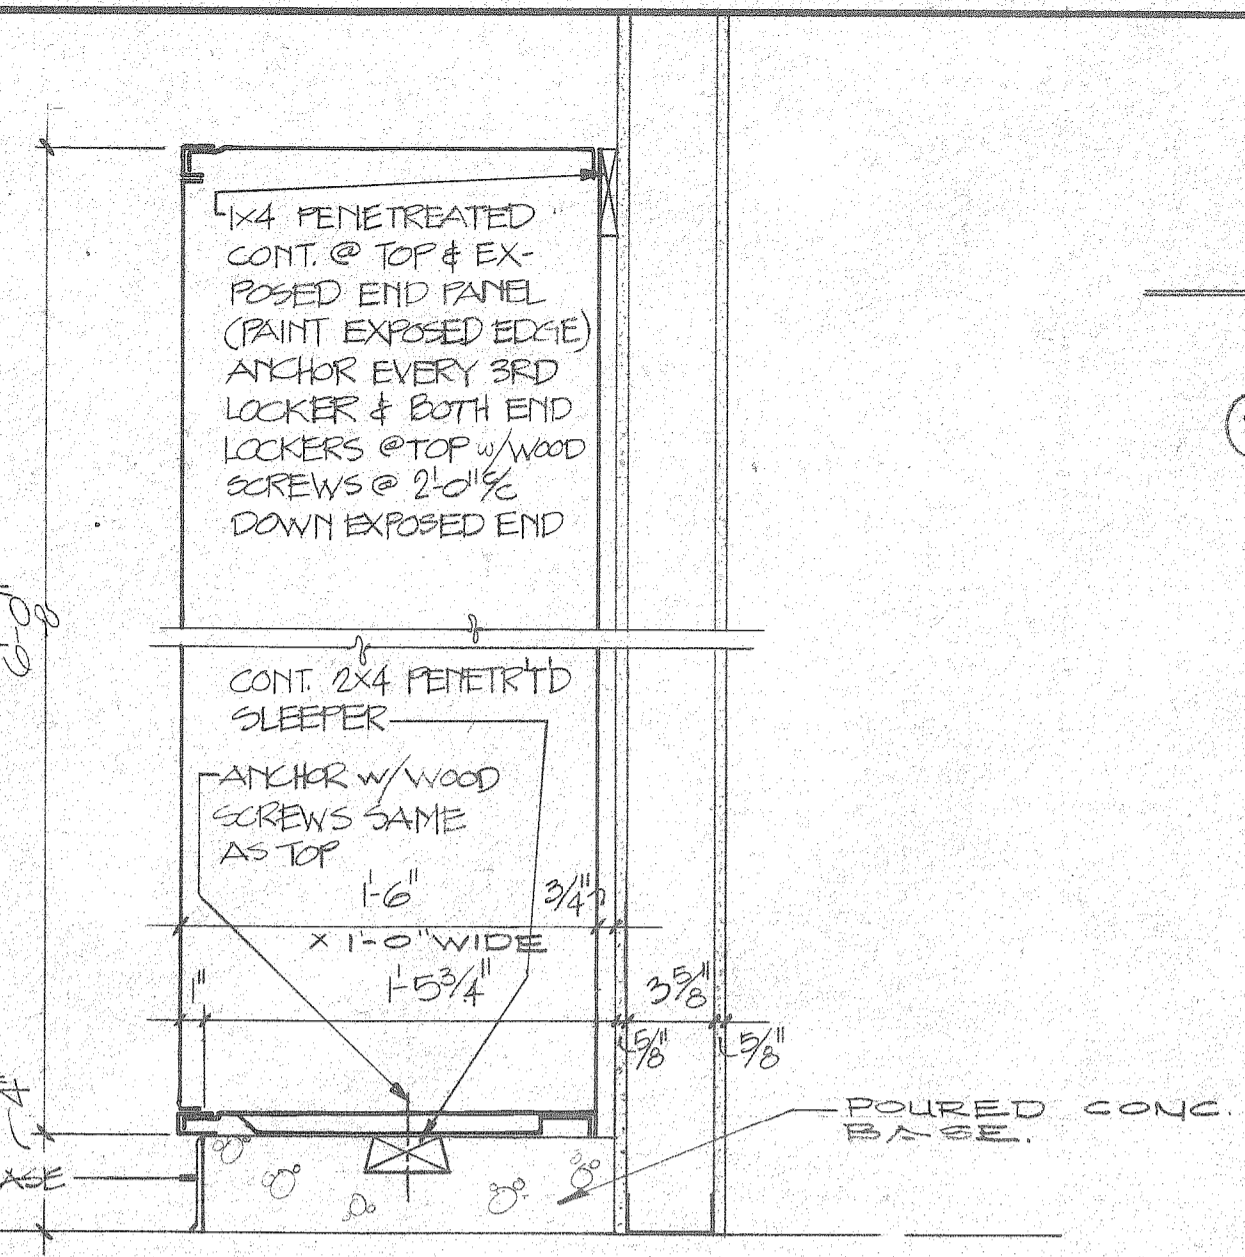 1x4 PENETREATED
CONT. @ TOP & EX-
POSED END PANEL
(PAINT EXPOSED EDGE)
ANCHOR EVERY 3RD
LOCKER & BOTH END
LOCKERS @ TOP w/WOOD
SCREWS @ 2'-0" c/c
DOWN EXPOSED END
6'-0"
8
CONT. 2x4 PENETR'T'D
SLEEPER
ANCHOR w/WOOD
SCREWS SAME
AS TOP
1'-6"
3/4"
x 1'-0" WIDE
1"
1'-5 3/4"
3 5/8"
5/8"
5/8"
4"
POURED CONC.
BASE.
ASE